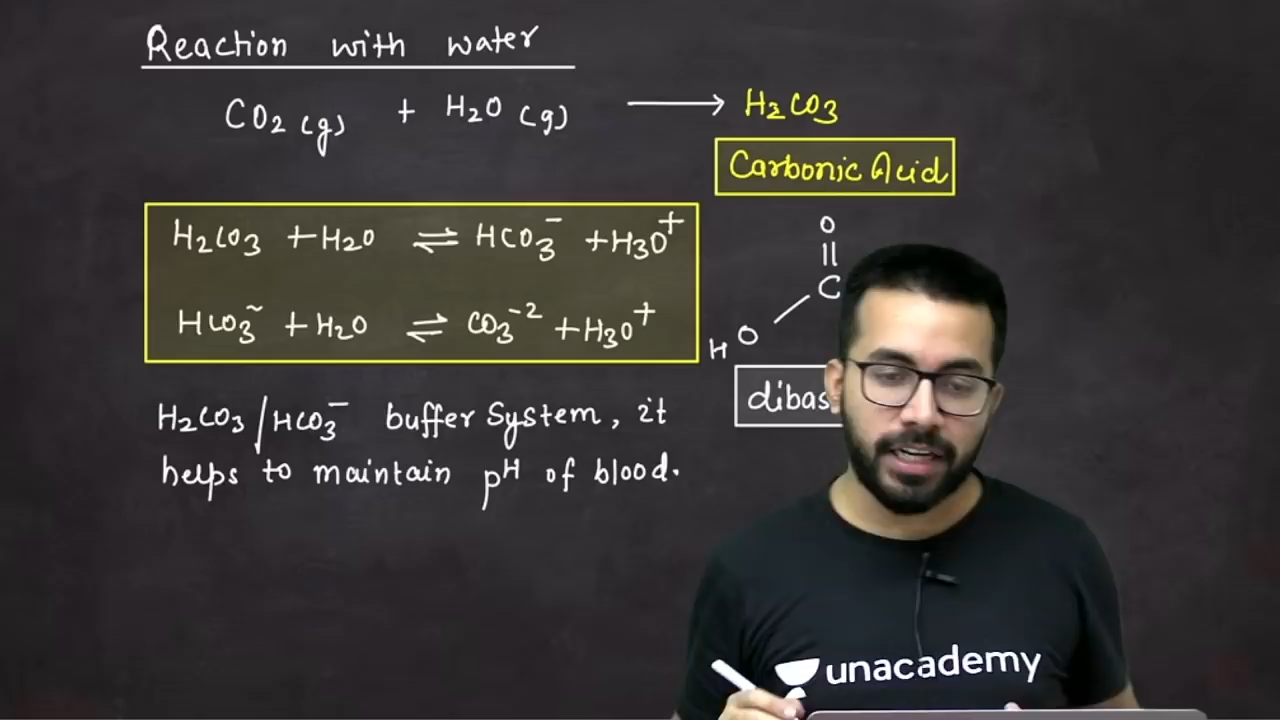 Reaction with water
CO2 (g) + H2O (g) ⟶ H2CO3
Carbonic Acid
H2CO3 + H2O ⇌ HCO3⁻ + H3O⁺
HCO3⁻ + H2O ⇌ CO3⁻² + H3O⁺
O
||
C
O
H
dibas
H2CO3/HCO3⁻ buffer System, it
helps to maintain pH of blood.
unacademy